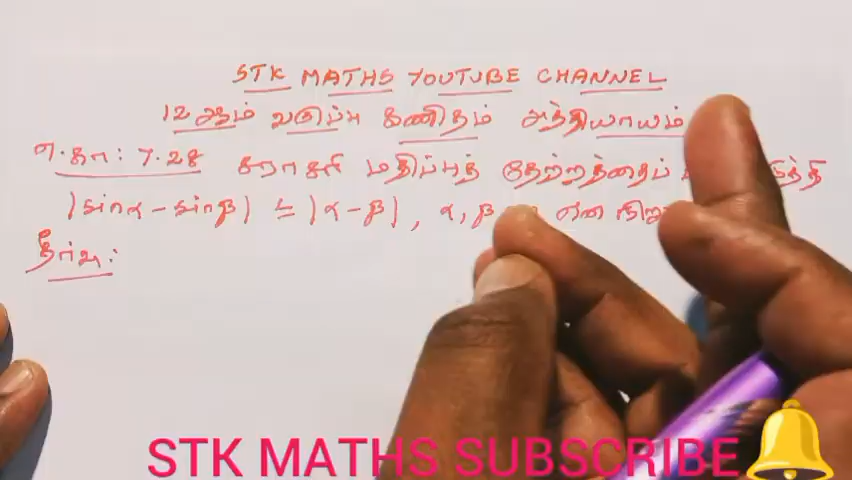 STK MATHS YOUTUBE CHANNEL
12 ஆம் வகுப்பு கணிதம் அத்தியாயம்
எ.கா: 7.28 சராசரி மதிப்புத் தேற்றத்தைப்
|sinα - sinβ| ≤ |α - β|, α, β என
தீர்வு:
STK MATHS SUBSCRIBE